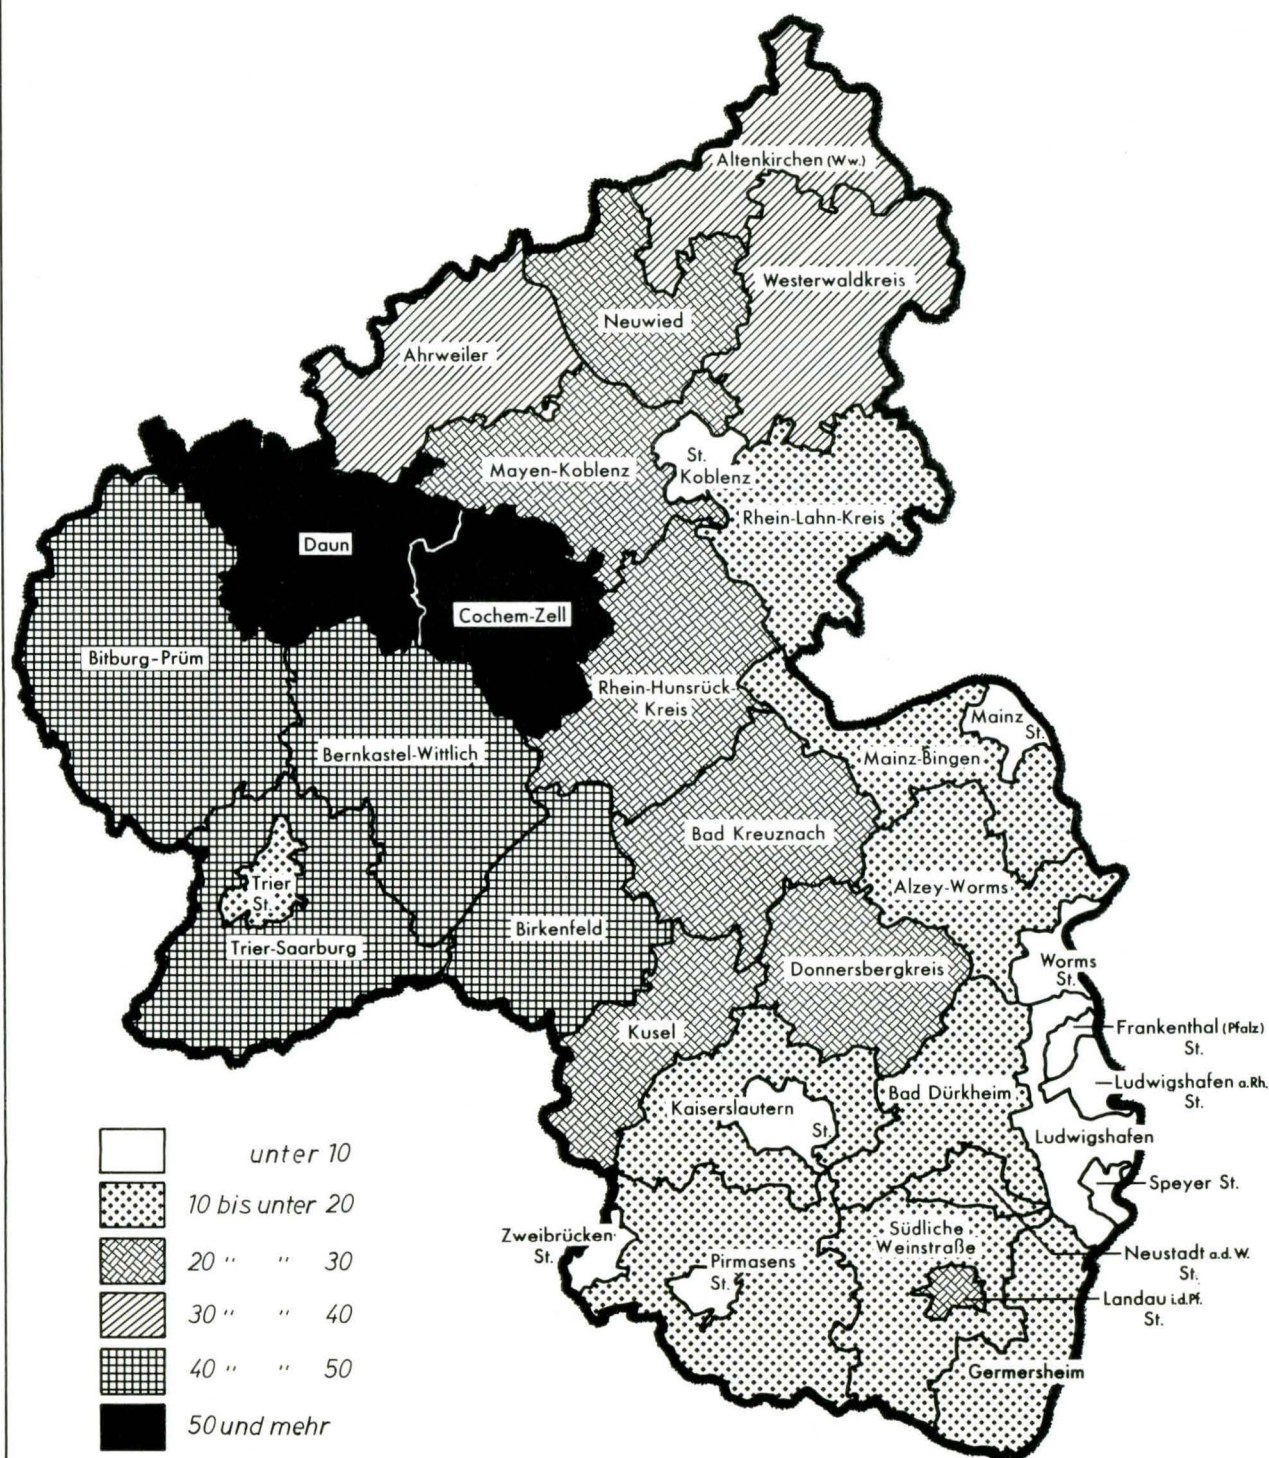 Altenkirchen (Ww.)
Westerwaldkreis
Neuwied
Ahrweiler
St.
Koblenz
Mayen-Koblenz
Rhein-Lahn-Kreis
Daun
Cochem-Zell
Bitburg-Prüm
Rhein-Hunsrück-
Kreis
Mainz
St.
Bernkastel-Wittlich
Mainz-Bingen
Bad Kreuznach
Trier
St.
Alzey-Worms
Birkenfeld
Trier-Saarburg
Worms
St.
Donnersbergkreis
Kusel
Frankenthal (Pfalz)
St.
Ludwigshafen a.Rh.
St.
Bad Dürkheim
Kaiserslautern
St.
Ludwigshafen
Speyer St.
Zweibrücken
St.
Südliche
Weinstraße
Neustadt a.d.W.
St.
Pirmasens
St.
Landau i.d.Pf.
St.
Germersheim
unter 10
10 bis unter 20
20 " " 30
30 " " 40
40 " " 50
50 und mehr